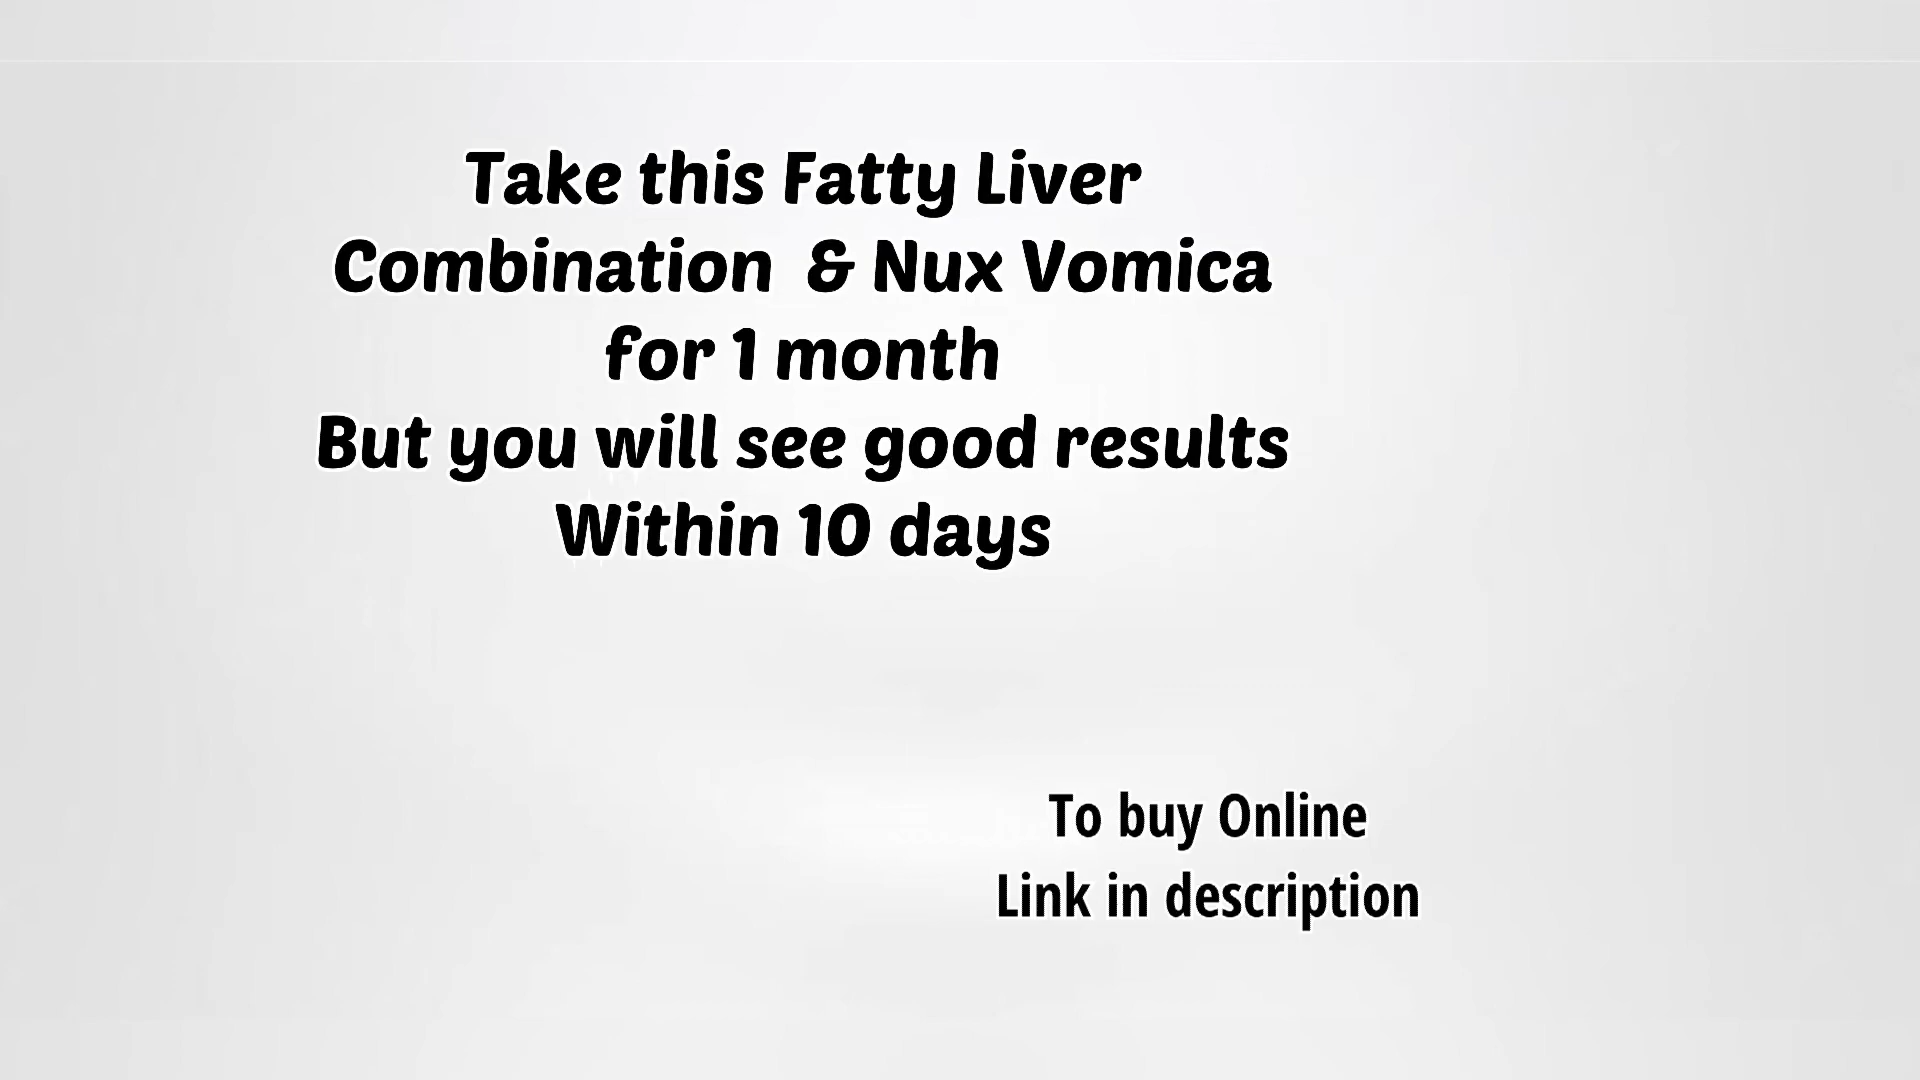 Take this Fatty Liver
Combination & Nux Vomica
for 1 month
But you will see good results
Within 10 days
To buy Online
Link in description